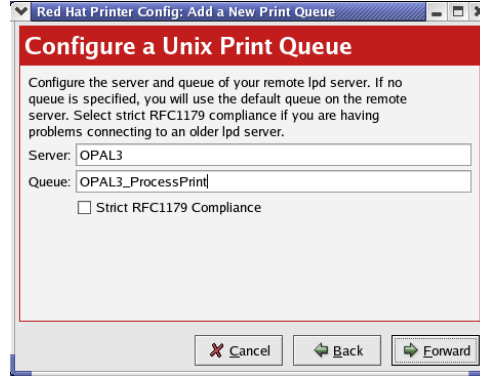 Red Hat Printer Config: Add a New Print Queue
Configure a Unix Print Queue
Configure the server and queue of your remote lpd server. If no
queue is specified, you will use the default queue on the remote
server. Select strict RFC1179 compliance if you are having
problems connecting to an older lpd server.
Server: OPAL3
Queue: OPAL3_ProcessPrint
Strict RFC1179 Compliance
Cancel Back Forward